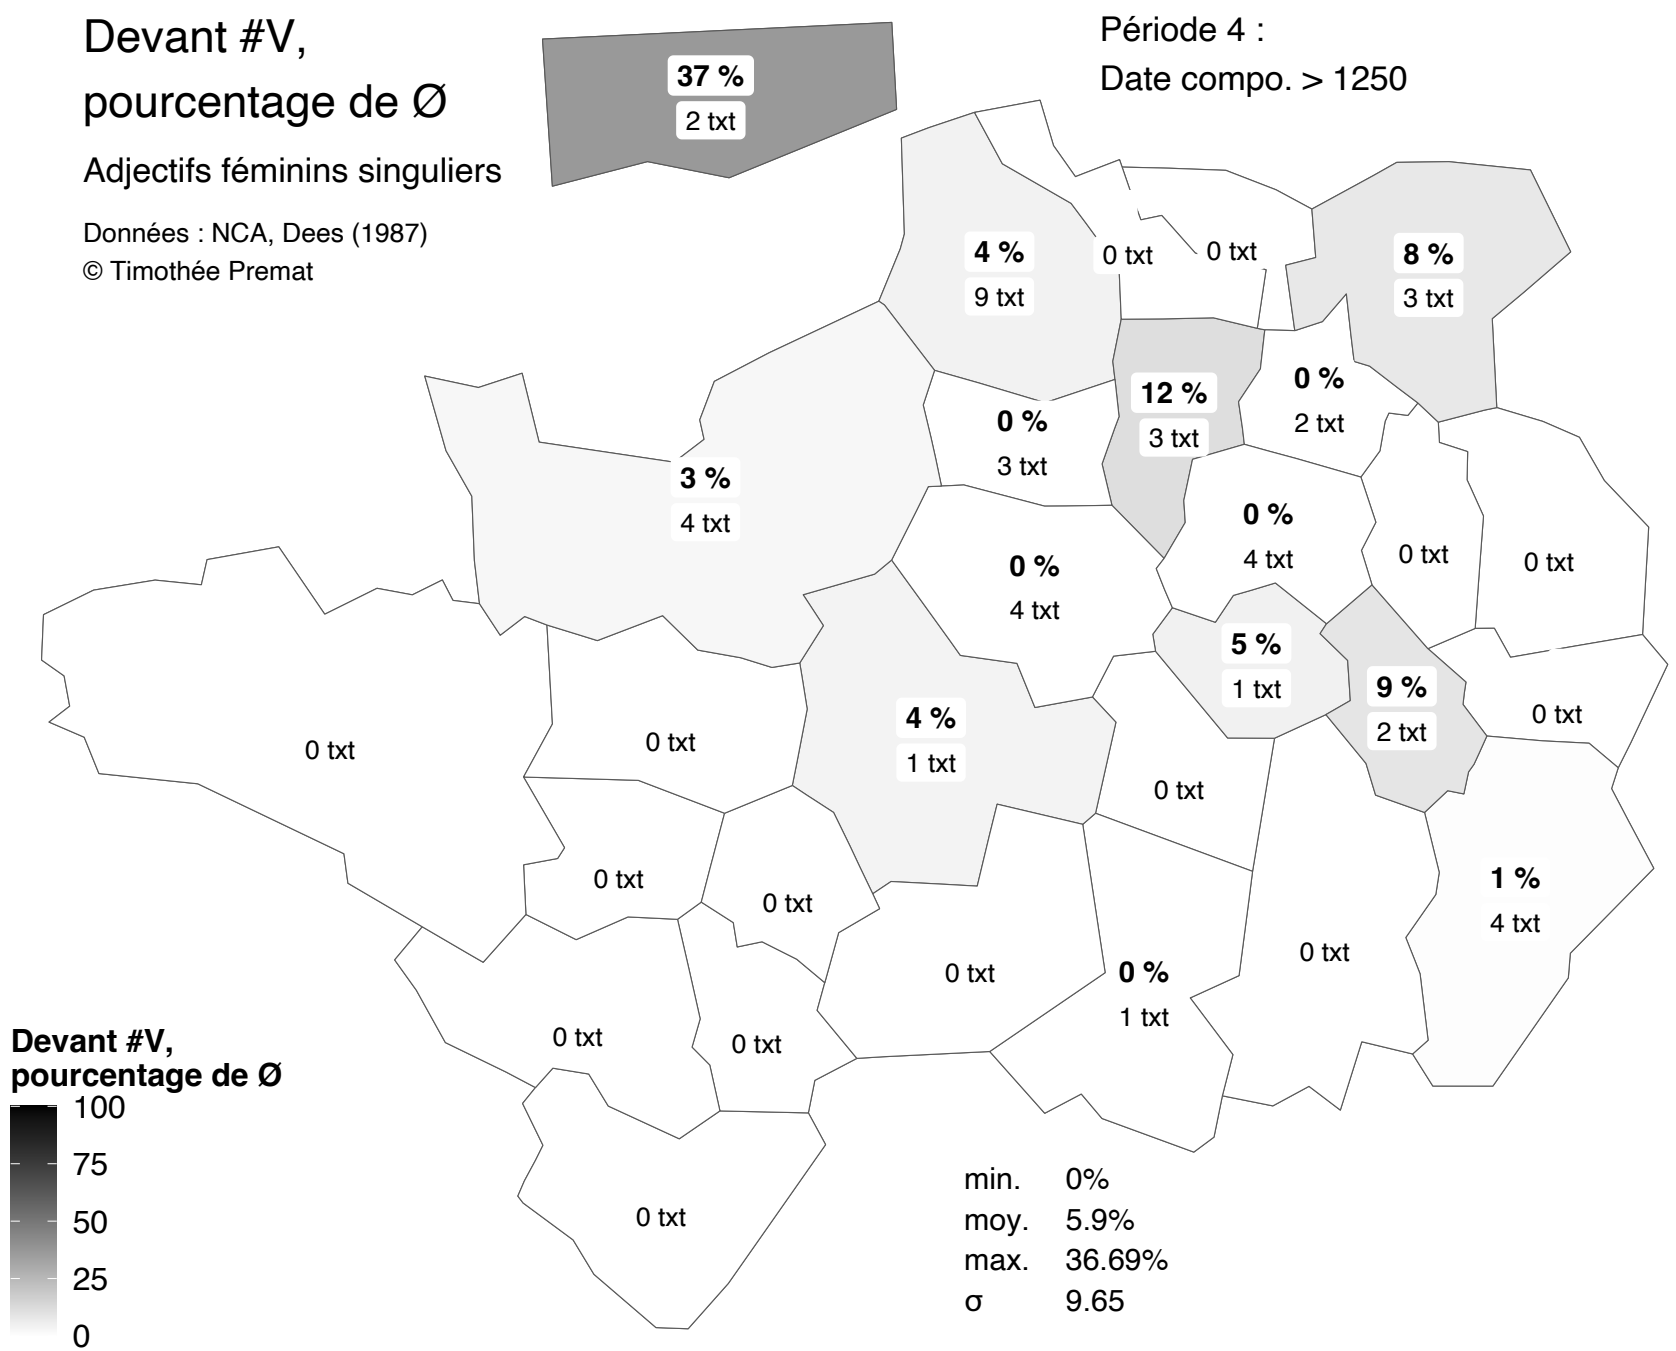 Devant #V,
pourcentage de Ø
Adjectifs féminins singuliers
Données : NCA, Dees (1987)
© Timothée Premat
Période 4 :
Date compo. > 1250
37 %
2 txt
4 %
9 txt
0 txt
0 txt
8 %
3 txt
12 %
3 txt
0 %
2 txt
0 %
3 txt
3 %
4 txt
0 %
4 txt
0 txt
0 txt
0 %
4 txt
5 %
1 txt
9 %
2 txt
0 txt
4 %
1 txt
0 txt
0 txt
0 txt
0 txt
0 txt
1 %
4 txt
0 txt
0 txt
0 %
1 txt
0 txt
0 txt
0 txt
0 txt
Devant #V,
pourcentage de Ø
100
75
50
25
0
min. 0%
moy. 5.9%
max. 36.69%
σ 9.65